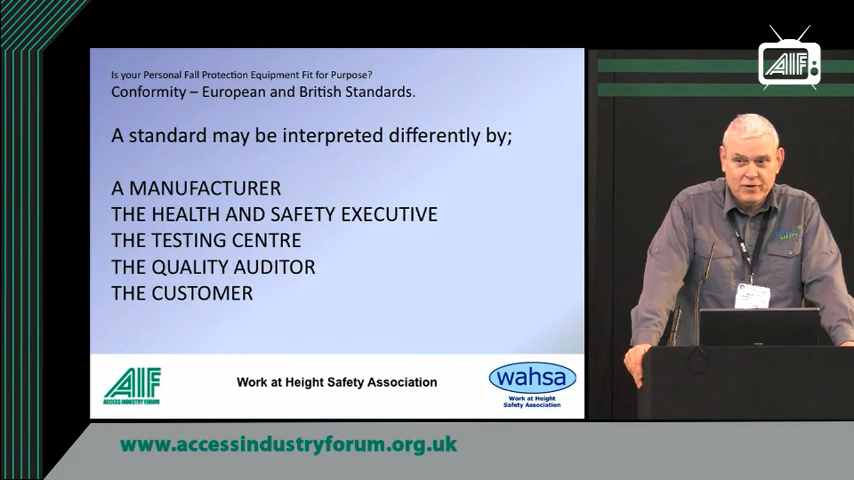 Is your Personal Fall Protection Equipment Fit for Purpose?
Conformity – European and British Standards.
A standard may be interpreted differently by;
A MANUFACTURER
THE HEALTH AND SAFETY EXECUTIVE
THE TESTING CENTRE
THE QUALITY AUDITOR
THE CUSTOMER
AIF
ACCESS INDUSTRY FORUM
Work at Height Safety Association
wahsa
Work at Height
Safety Association
AIF
www.accessindustryforum.org.uk